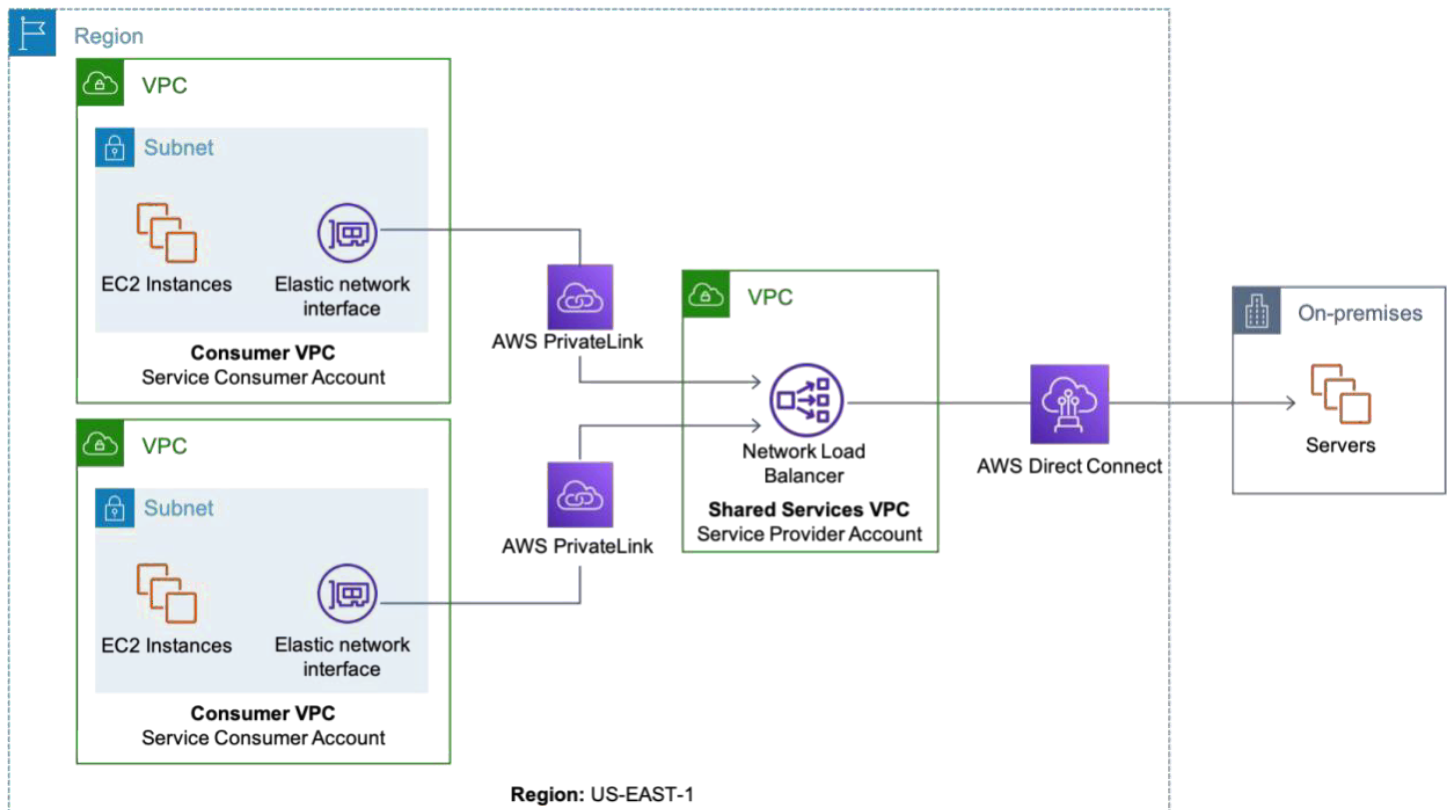 Region
VPC
Subnet
EC2 Instances
Elastic network
interface
Consumer VPC
Service Consumer Account
AWS PrivateLink
VPC
Subnet
EC2 Instances
Elastic network
interface
Consumer VPC
Service Consumer Account
AWS PrivateLink
VPC
Network Load
Balancer
Shared Services VPC
Service Provider Account
AWS Direct Connect
On-premises
Servers
Region: US-EAST-1